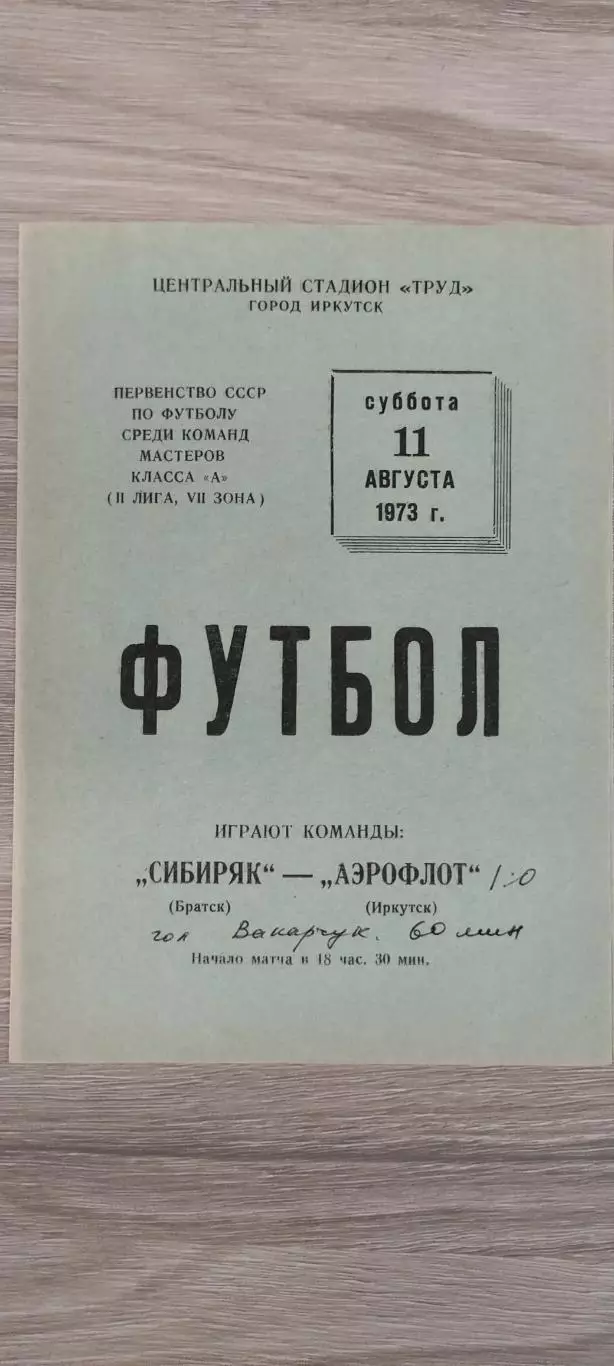 ЦЕНТРАЛЬНЫЙ СТАДИОН «ТРУД»
ГОРОД ИРКУТСК
ПЕРВЕНСТВО СССР
ПО ФУТБОЛУ
СРЕДИ КОМАНД
МАСТЕРОВ
КЛАССА «А»
(II ЛИГА, VII ЗОНА)
суббота
11
АВГУСТА
1973 г.
ФУТБОЛ
ИГРАЮТ КОМАНДЫ:
„СИБИРЯК“ — „АЭРОФЛОТ“ 1:0
(Братск) (Иркутск)
гол Вакарчук. 60 мин
Начало матча в 18 час. 30 мин.